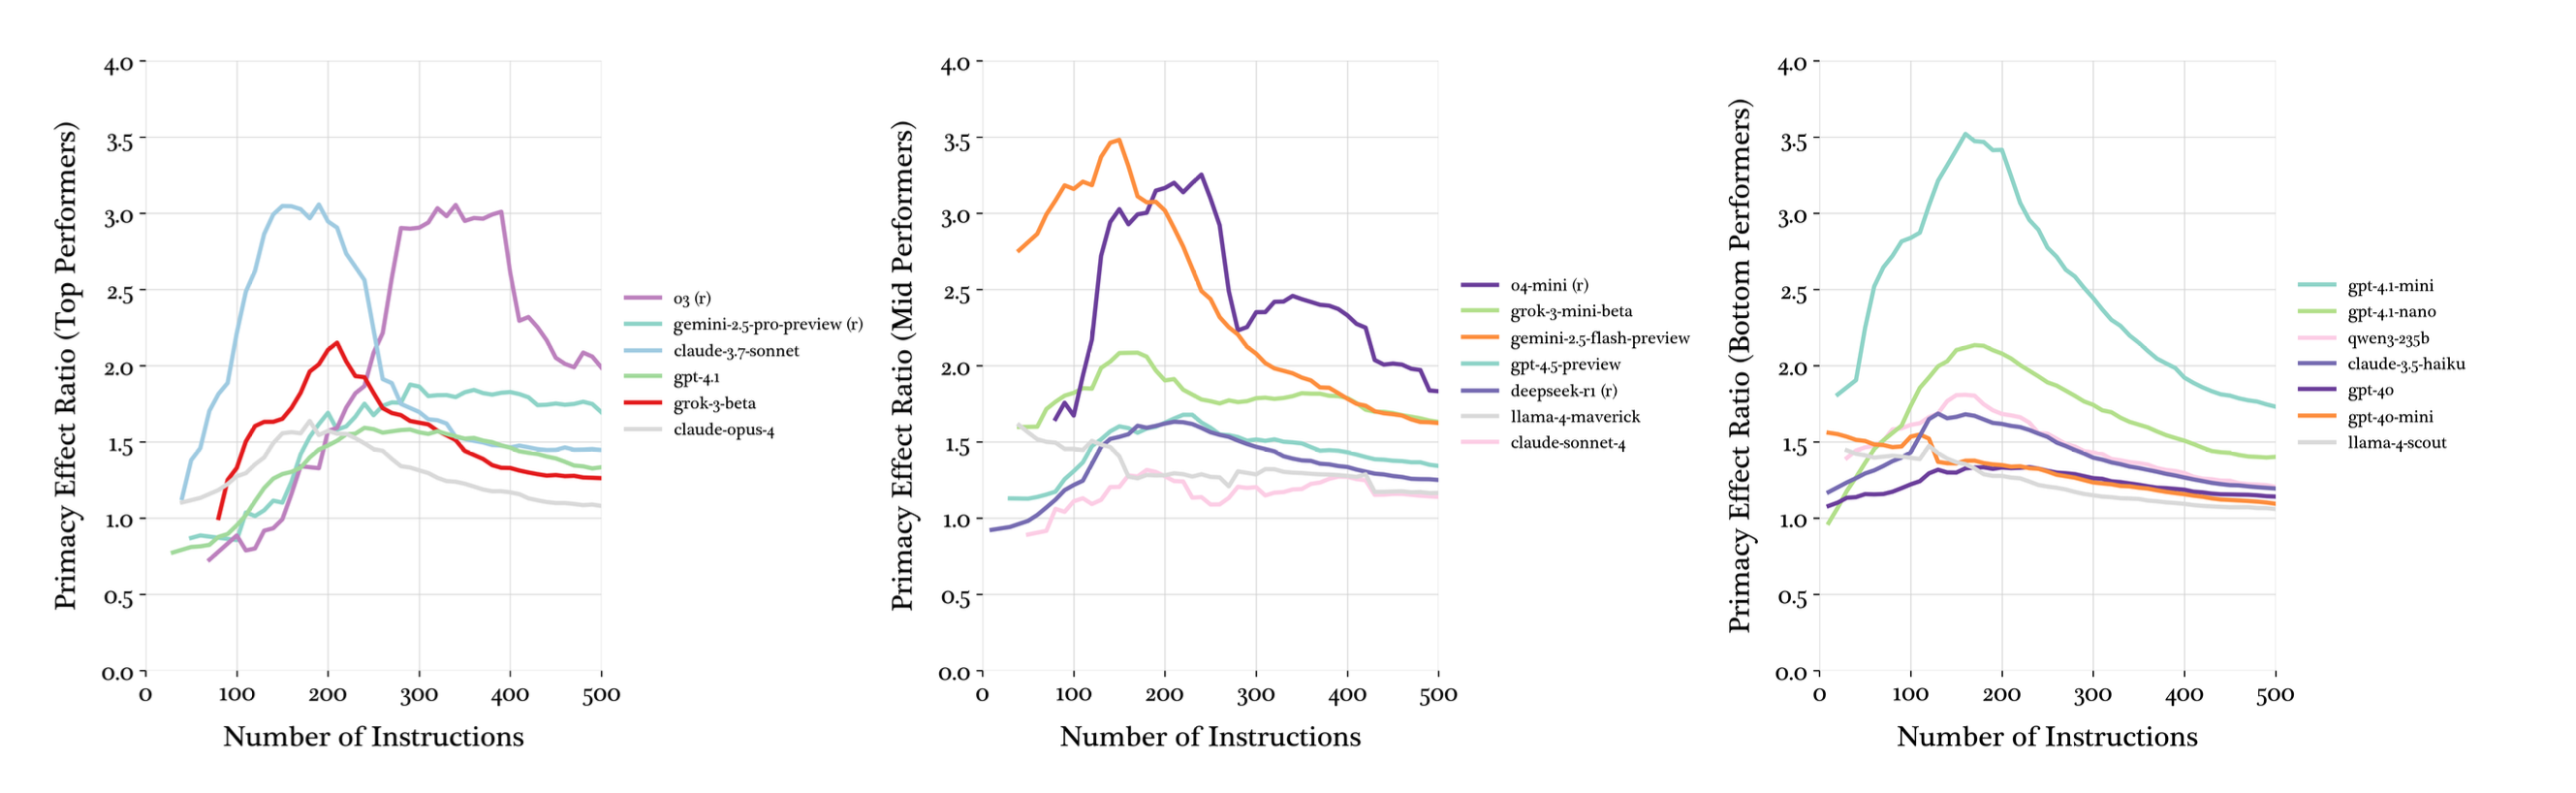 Primacy Effect Ratio (Top Performers)
4.0
3.5
3.0
2.5
2.0
1.5
1.0
0.5
0.0
0 100 200 300 400 500
Number of Instructions
o3 (r)
gemini-2.5-pro-preview (r)
claude-3.7-sonnet
gpt-4.1
grok-3-beta
claude-opus-4
Primacy Effect Ratio (Mid Performers)
4.0
3.5
3.0
2.5
2.0
1.5
1.0
0.5
0.0
0 100 200 300 400 500
Number of Instructions
o4-mini (r)
grok-3-mini-beta
gemini-2.5-flash-preview
gpt-4.5-preview
deepseek-r1 (r)
llama-4-maverick
claude-sonnet-4
Primacy Effect Ratio (Bottom Performers)
4.0
3.5
3.0
2.5
2.0
1.5
1.0
0.5
0.0
0 100 200 300 400 500
Number of Instructions
gpt-4.1-mini
gpt-4.1-nano
qwen3-235b
claude-3.5-haiku
gpt-4o
gpt-4o-mini
llama-4-scout